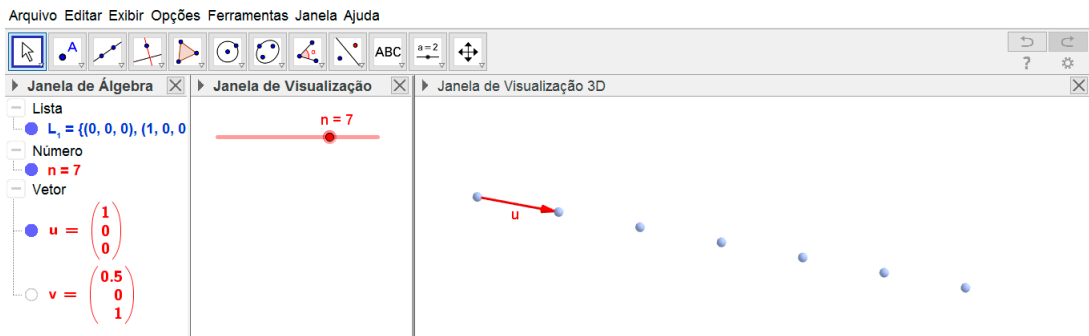 Arquivo Editar Exibir Opções Ferramentas Janela Ajuda
A
α
ABC
a=2
?
Janela de Álgebra
Janela de Visualização
Janela de Visualização 3D
Lista
L₁ = {(0, 0, 0), (1, 0, 0
Número
n = 7
Vetor
u = (1 0 0)
v = (0.5 0 1)
n = 7
u